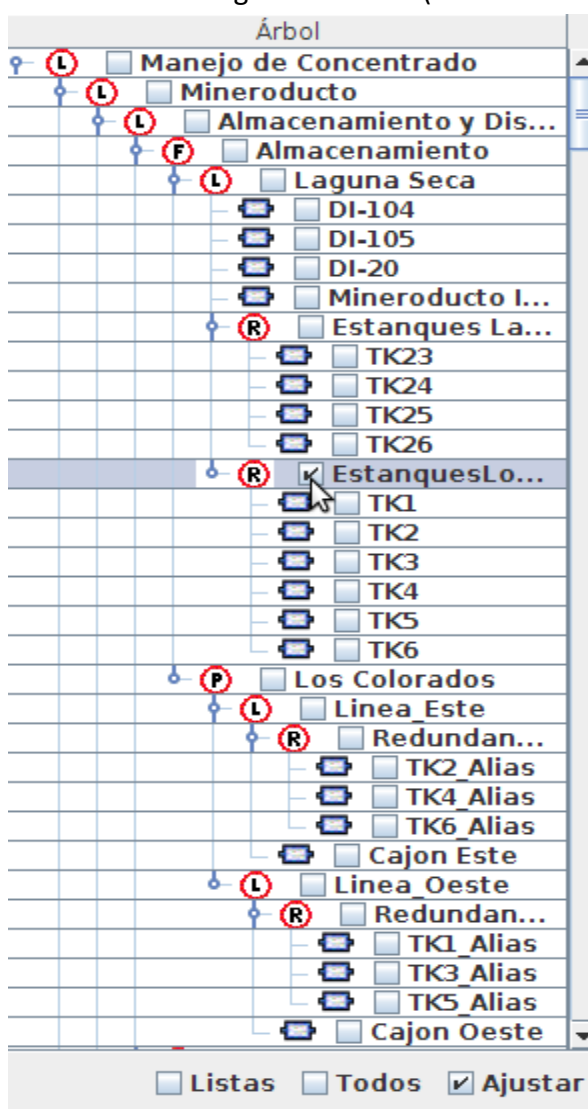 Árbol
L Manejo de Concentrado
L Mineroducto
L Almacenamiento y Dis...
F Almacenamiento
L Laguna Seca
DI-104
DI-105
DI-20
Mineroducto I...
R Estanques La...
TK23
TK24
TK25
TK26
R EstanquesLo...
TK1
TK2
TK3
TK4
TK5
TK6
P Los Colorados
L Linea_Este
R Redundan...
TK2_Alias
TK4_Alias
TK6_Alias
Cajon Este
L Linea_Oeste
R Redundan...
TK1_Alias
TK3_Alias
TK5_Alias
Cajon Oeste
Listas Todos Ajustar